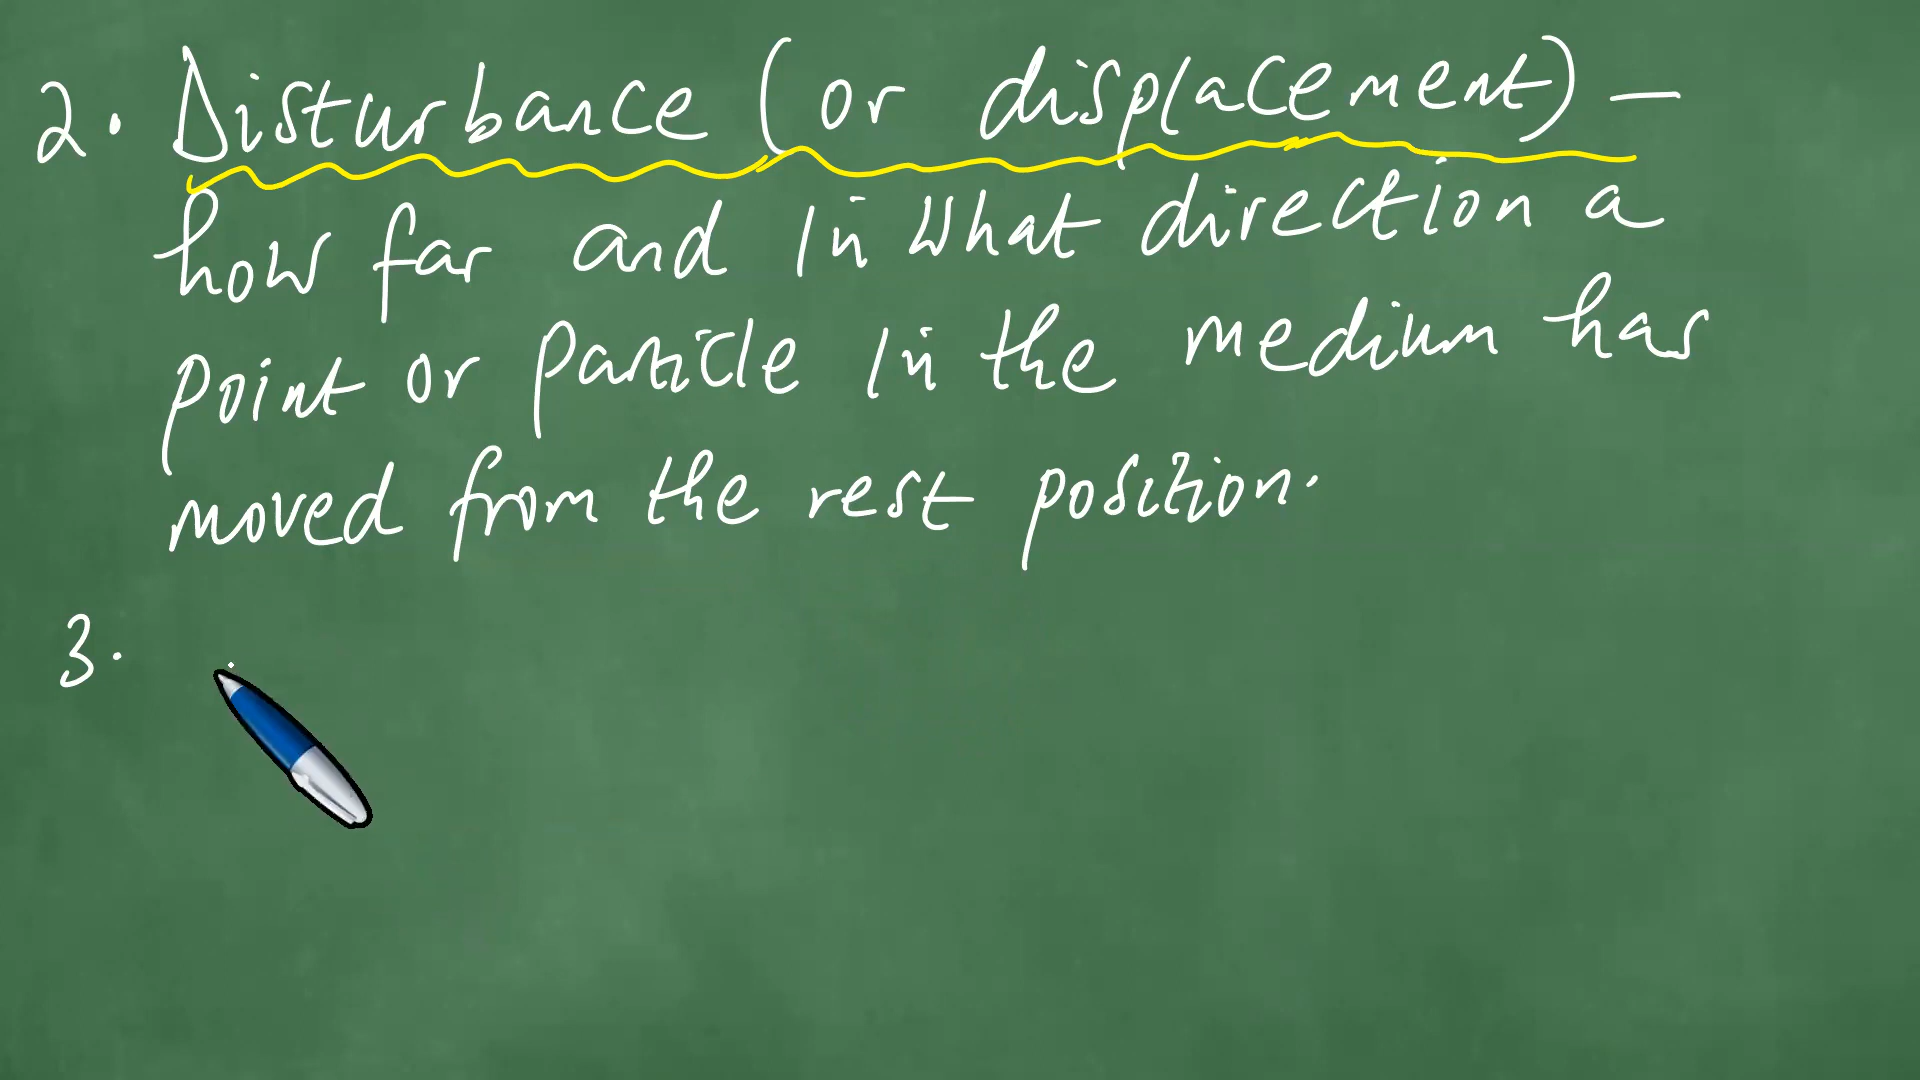 2. Disturbance (or displacement) —
how far and in what direction a
point or particle in the medium has
moved from the rest position.
3.